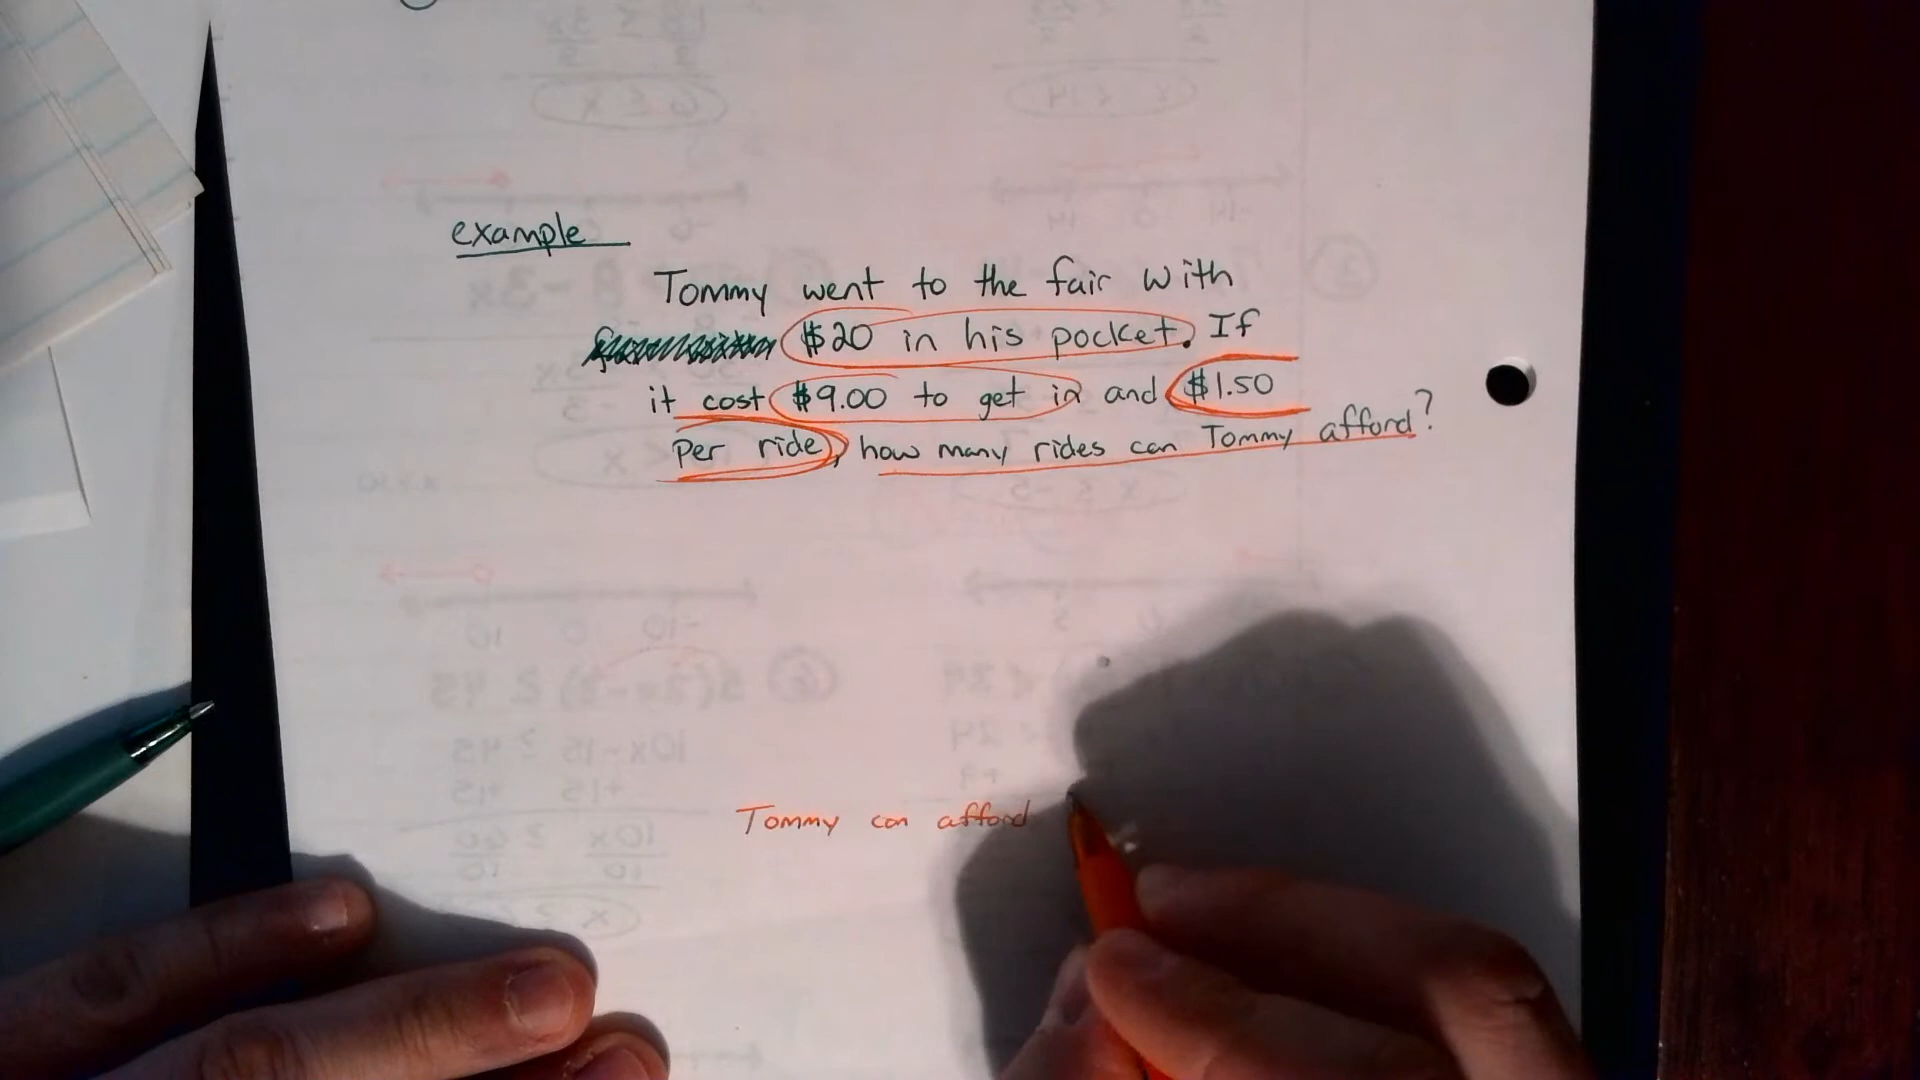 example
Tommy went to the fair with
$20 in his pocket. If
it cost $9.00 to get in and $1.50
per ride, how many rides can Tommy afford?
Tommy can afford